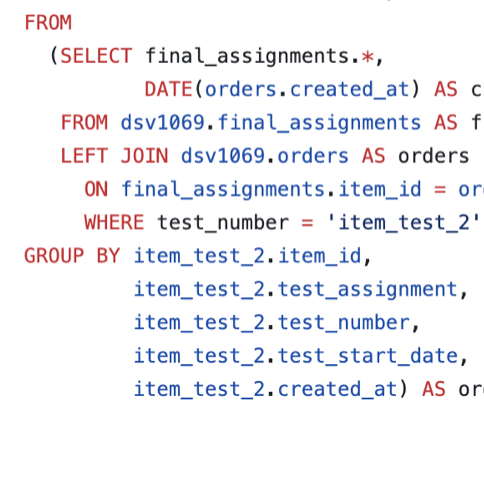 FROM
(SELECT final_assignments.*,
DATE(orders.created_at) AS c
FROM dsv1069.final_assignments AS f
LEFT JOIN dsv1069.orders AS orders
ON final_assignments.item_id = or
WHERE test_number = 'item_test_2'
GROUP BY item_test_2.item_id,
item_test_2.test_assignment,
item_test_2.test_number,
item_test_2.test_start_date,
item_test_2.created_at) AS or